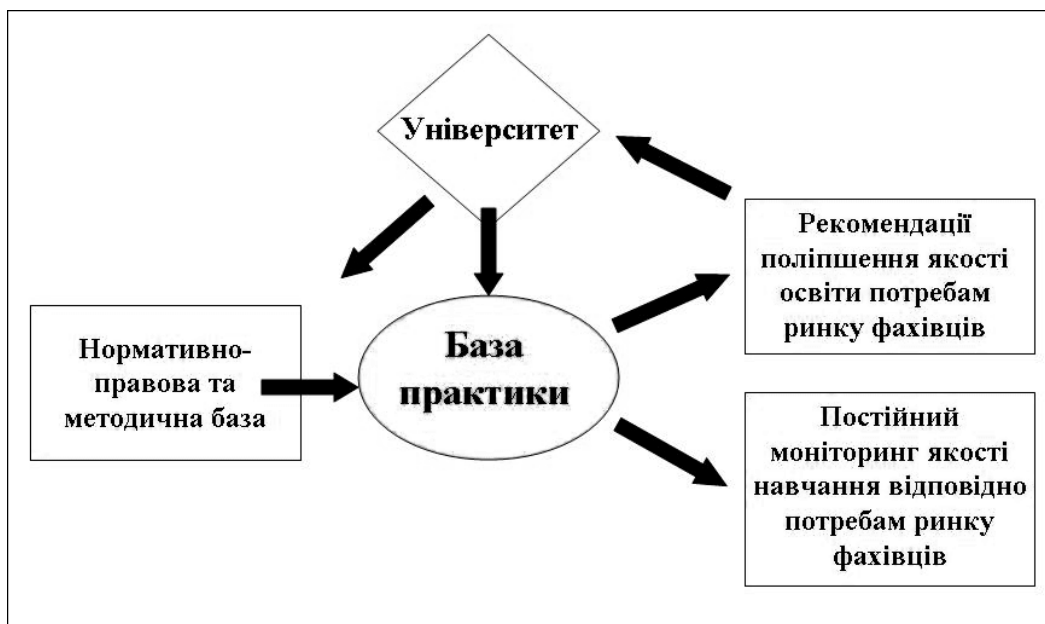 Університет
Рекомендації
поліпшення якості
освіти потребам
ринку фахівців
Нормативно-
правова та
методична база
База
практики
Постійний
моніторинг якості
навчання відповідно
потребам ринку
фахівців